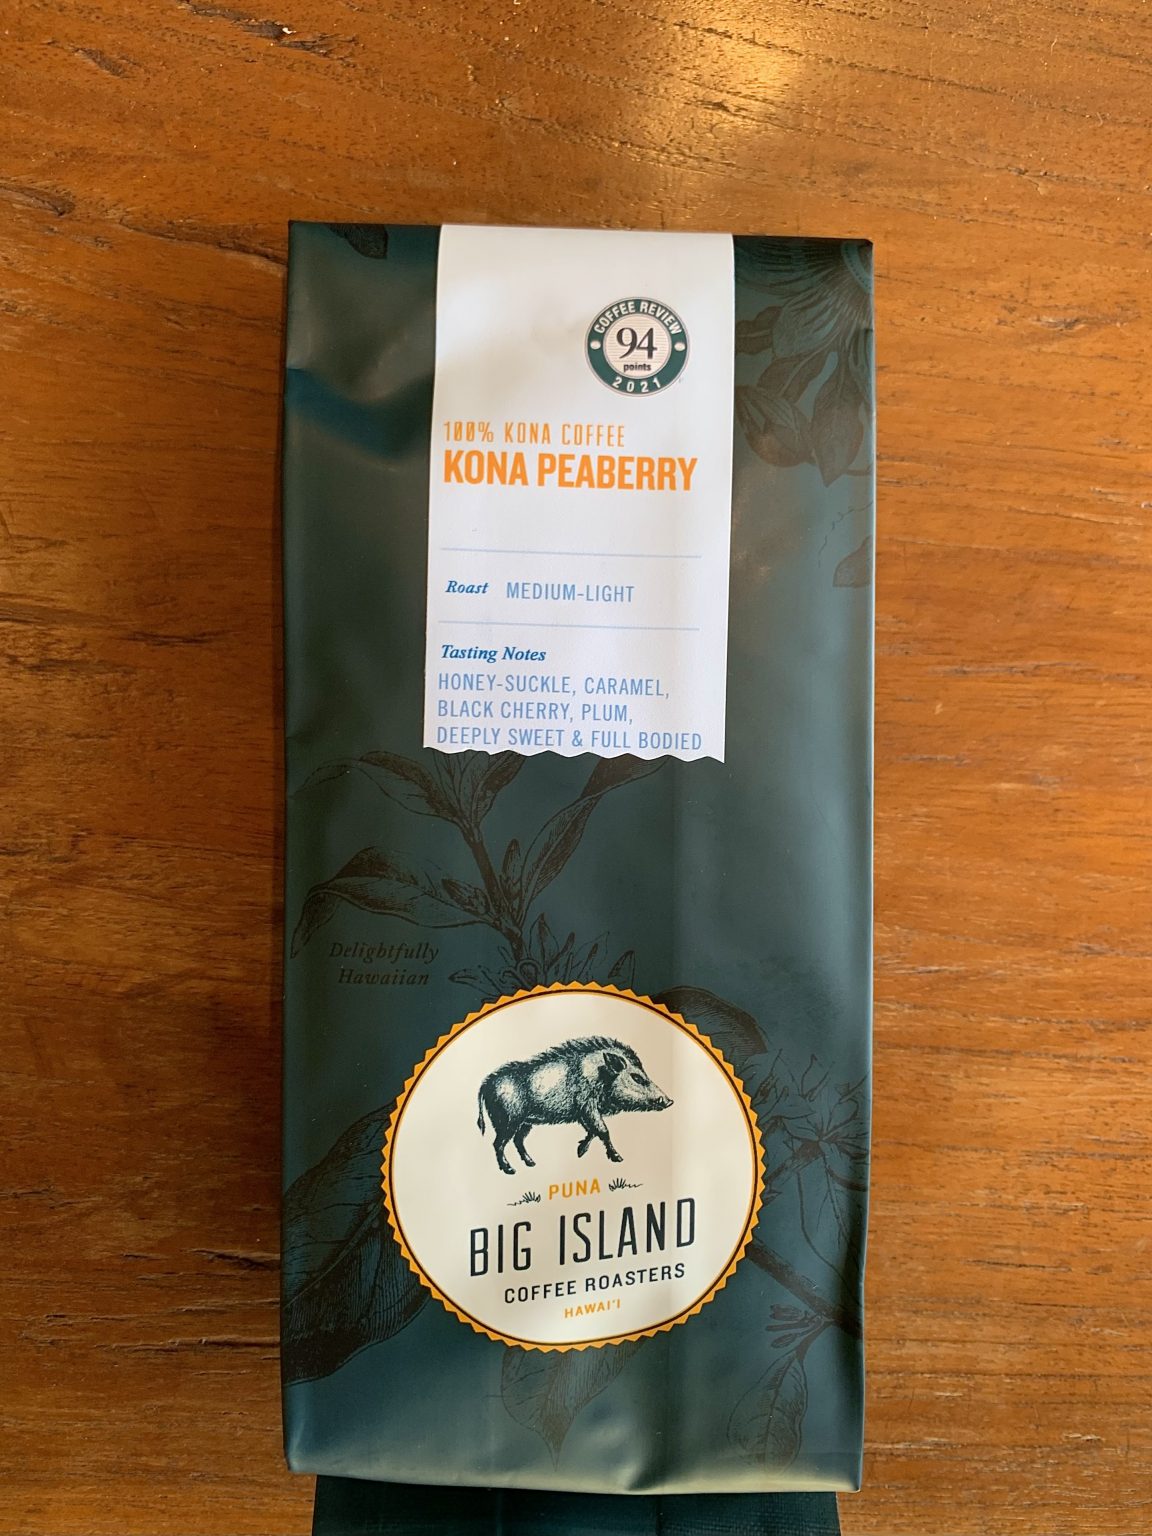 COFFEE REVIEW
94
points
2021
100% KONA COFFEE
KONA PEABERRY
Roast MEDIUM-LIGHT
Tasting Notes
HONEY-SUCKLE, CARAMEL,
BLACK CHERRY, PLUM,
DEEPLY SWEET & FULL BODIED
Delightfully
Hawaiian
PUNA
BIG ISLAND
COFFEE ROASTERS
HAWAI'I